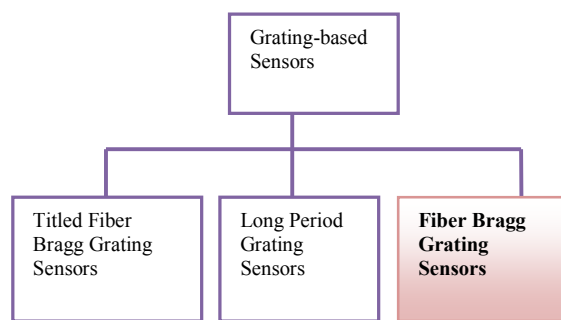 Grating-based
Sensors
Titled Fiber
Bragg Grating
Sensors
Long Period
Grating
Sensors
Fiber Bragg
Grating
Sensors